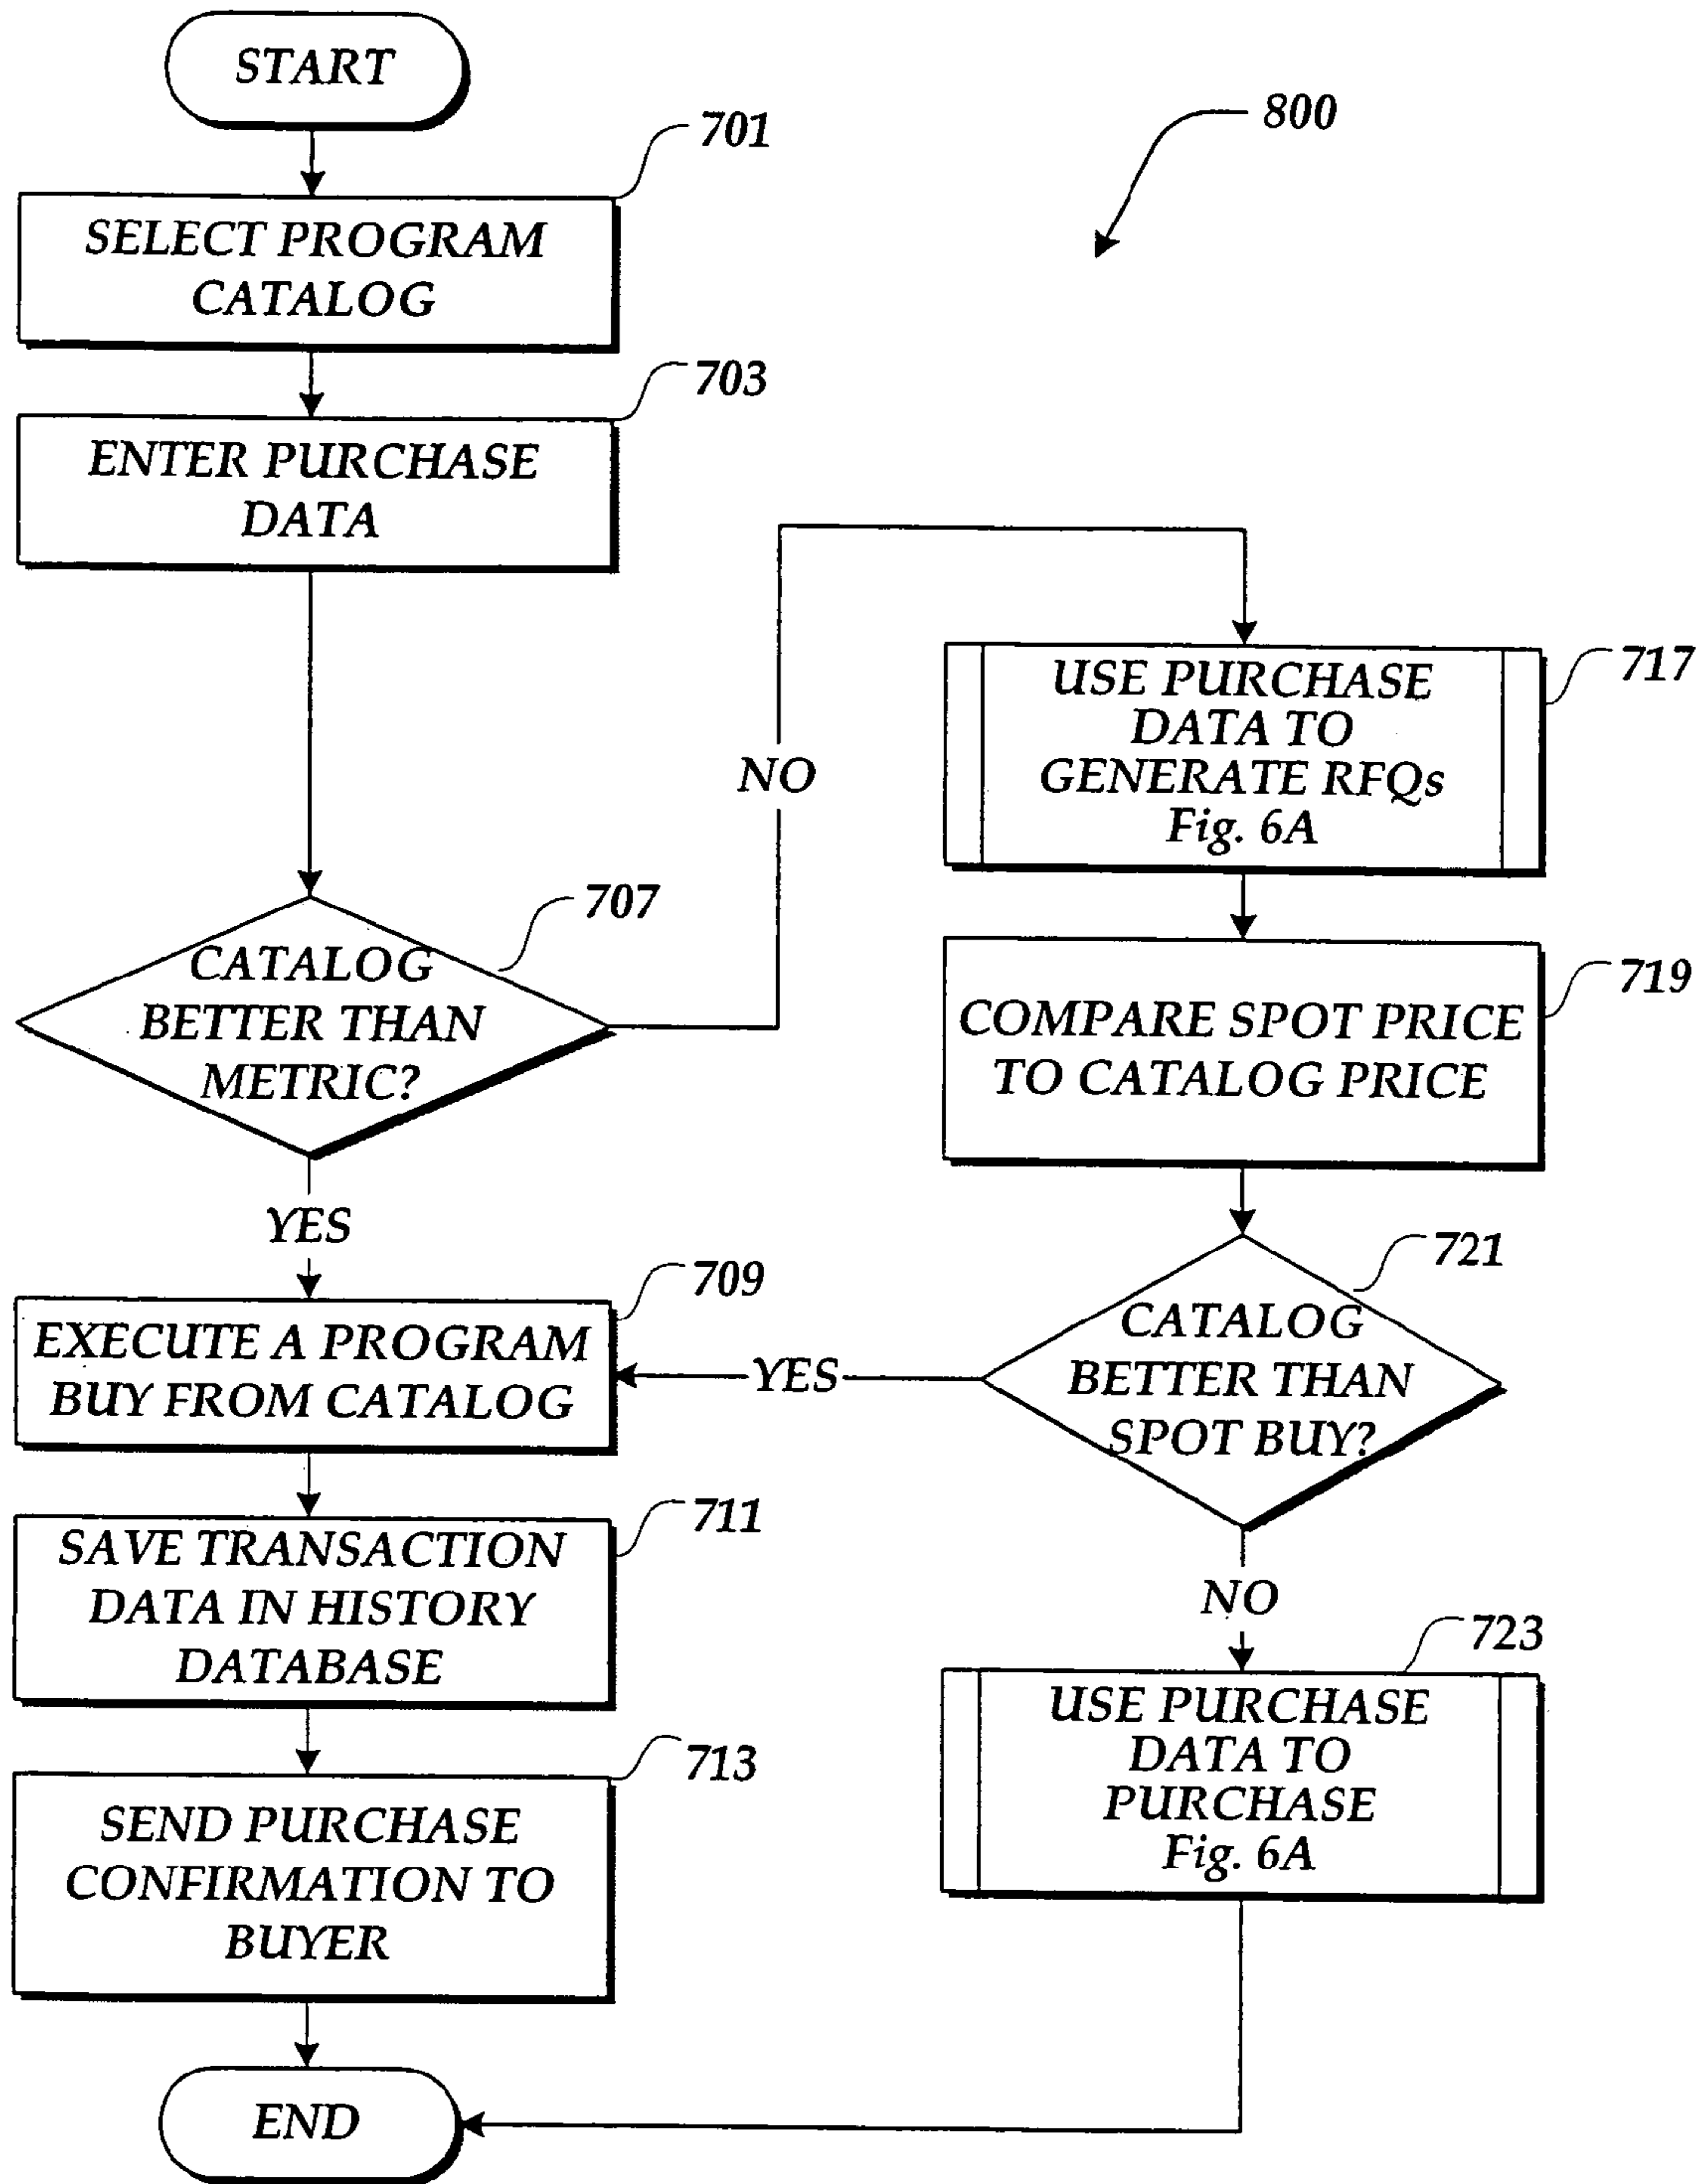 START
800
701
SELECT PROGRAM
CATALOG
703
ENTER PURCHASE
DATA
707
CATALOG
BETTER THAN
METRIC?
NO
717
USE PURCHASE
DATA TO
GENERATE RFQs
Fig. 6A
719
COMPARE SPOT PRICE
TO CATALOG PRICE
721
CATALOG
BETTER THAN
SPOT BUY?
YES
YES
709
EXECUTE A PROGRAM
BUY FROM CATALOG
711
SAVE TRANSACTION
DATA IN HISTORY
DATABASE
713
SEND PURCHASE
CONFIRMATION TO
BUYER
NO
723
USE PURCHASE
DATA TO
PURCHASE
Fig. 6A
END